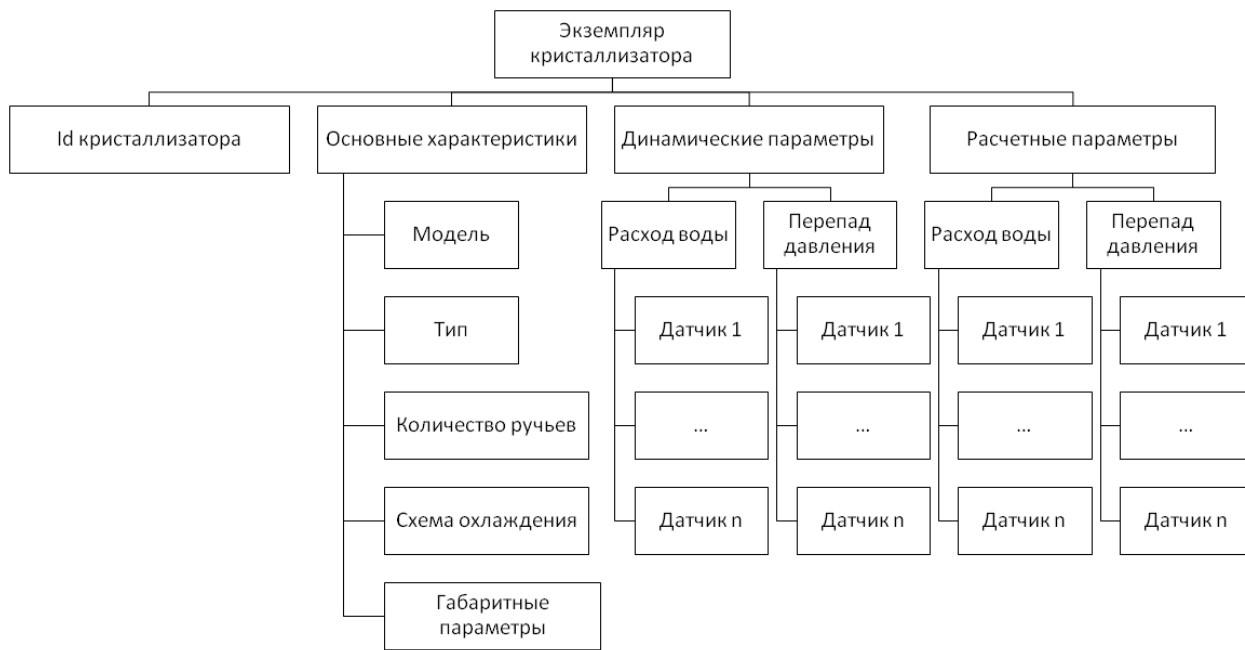 Экземпляр
кристаллизатора
Id кристаллизатора
Основные характеристики
Динамические параметры
Расчетные параметры
Модель
Тип
Количество ручьев
Схема охлаждения
Габаритные
параметры
Расход воды
Датчик 1
...
Датчик n
Перепад
давления
Датчик 1
...
Датчик n
Расход воды
Датчик 1
...
Датчик n
Перепад
давления
Датчик 1
...
Датчик n